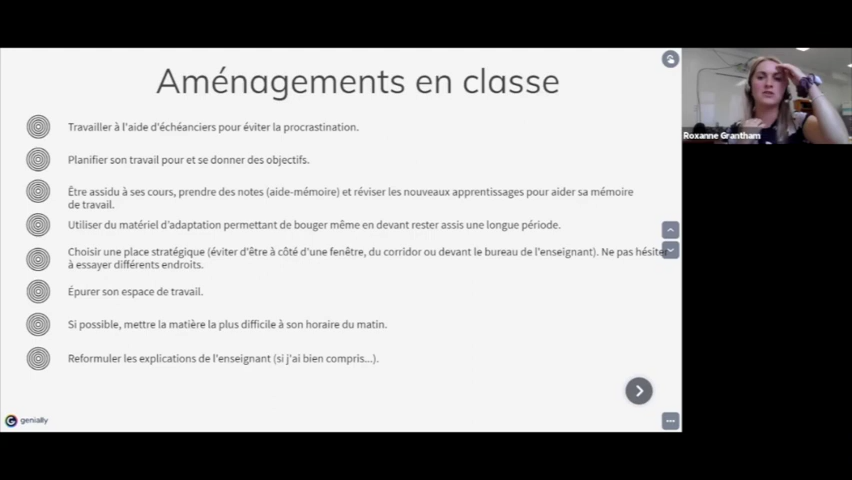 Aménagements en classe
Travailler à l'aide d'échéanciers pour éviter la procrastination.
Planifier son travail pour et se donner des objectifs.
Être assidu à ses cours, prendre des notes (aide-mémoire) et réviser les nouveaux apprentissages pour aider sa mémoire
de travail.
Utiliser du matériel d'adaptation permettant de bouger même en devant rester assis une longue période.
Choisir une place stratégique (éviter d'être à côté d'une fenêtre, du corridor ou devant le bureau de l'enseignant). Ne pas hésiter
à essayer différents endroits.
Épurer son espace de travail.
Si possible, mettre la matière la plus difficile à son horaire du matin.
Reformuler les explications de l'enseignant (si j'ai bien compris...).
genially
Roxanne Grantham